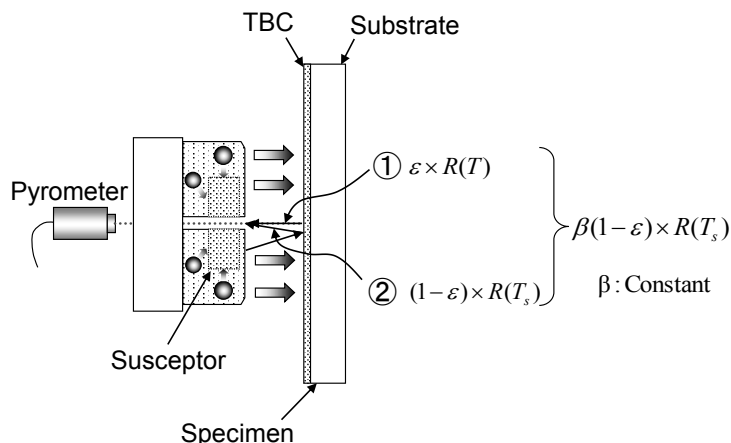 TBC
Substrate
① ε × R(T)
Pyrometer
β(1−ε) × R(Tₛ)
② (1−ε) × R(Tₛ)
β : Constant
Susceptor
Specimen